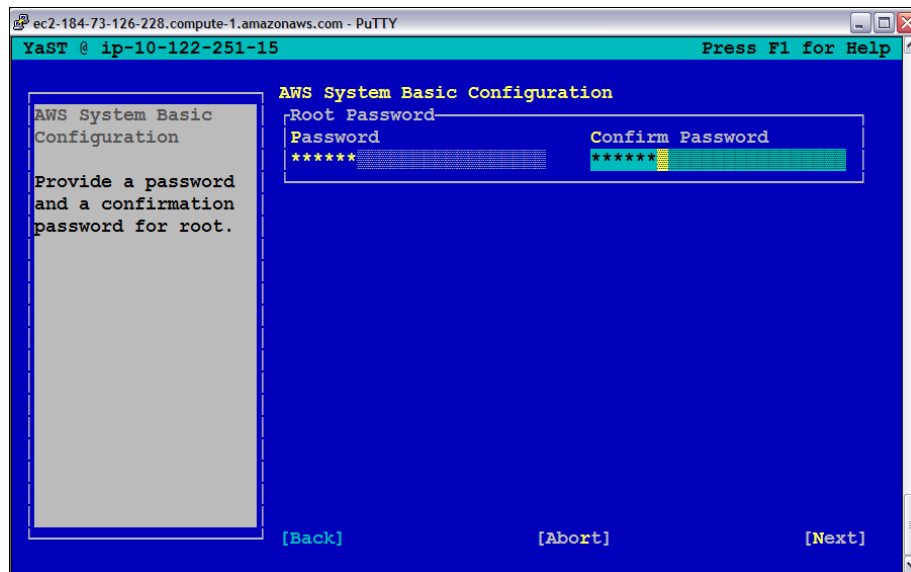 ec2-184-73-126-228.compute-1.amazonaws.com - PuTTY
YaST @ ip-10-122-251-15 Press F1 for Help
AWS System Basic Configuration
Provide a password
and a confirmation
password for root.
AWS System Basic Configuration
Root Password
Password Confirm Password
****** ******
[Back] [Abort] [Next]